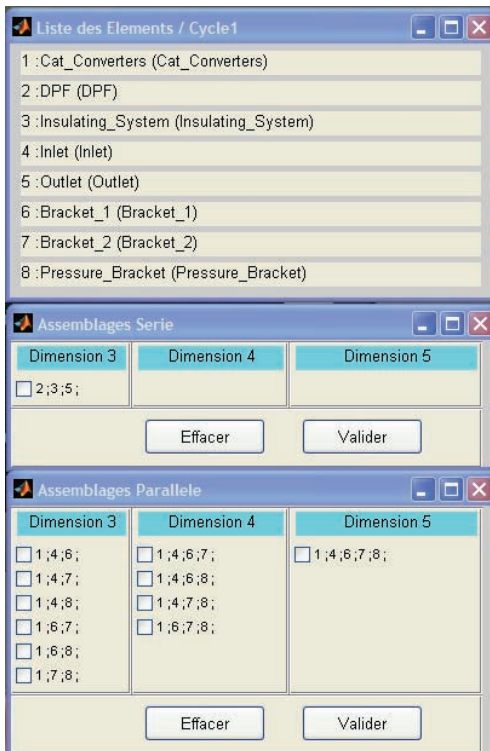 Liste des Elements / Cycle1
1 :Cat_Converters (Cat_Converters)
2 :DPF (DPF)
3 :Insulating_System (Insulating_System)
4 :Inlet (Inlet)
5 :Outlet (Outlet)
6 :Bracket_1 (Bracket_1)
7 :Bracket_2 (Bracket_2)
8 :Pressure_Bracket (Pressure_Bracket)
Assemblages Serie
Dimension 3 Dimension 4 Dimension 5
2 ;3 ;5 ;
Effacer Valider
Assemblages Parallele
Dimension 3 Dimension 4 Dimension 5
1 ;4 ;6 ; 1 ;4 ;6 ;7 ; 1 ;4 ;6 ;7 ;8 ;
1 ;4 ;7 ; 1 ;4 ;6 ;8 ;
1 ;4 ;8 ; 1 ;4 ;7 ;8 ;
1 ;6 ;7 ; 1 ;6 ;7 ;8 ;
1 ;6 ;8 ;
1 ;7 ;8 ;
Effacer Valider